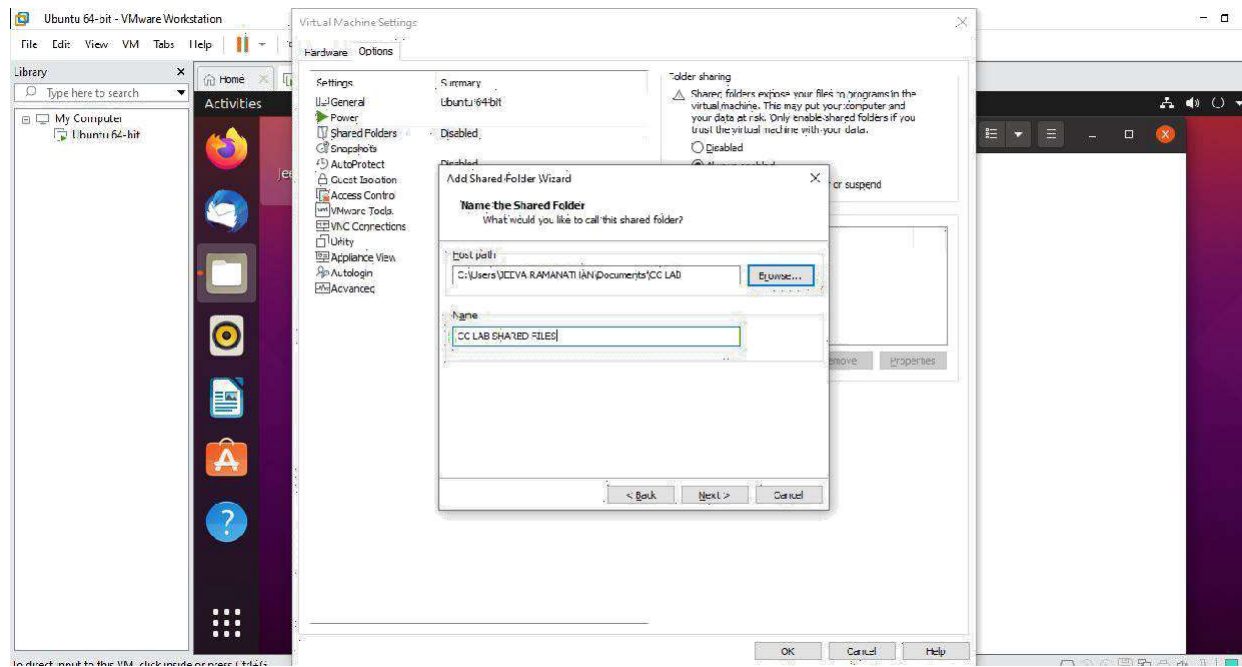 Ubuntu 64-bit - VMware Workstation
File Edit View VM Tabs Help
Library
Type here to search
My Computer
Ubuntu 64-bit
Home
Activities
Virtual Machine Settings
Hardware Options
Settings Summary
General Ubuntu 64-bit
Power
Shared Folders Disabled
Snapshots
AutoProtect Disabled
Guest Isolation
Access Control
VMware Tools
VNC Connections
Unity
Appliance View
Autologin
Advanced
Folder sharing
Shared folders expose your files to programs in the
virtual machine. This may put your computer and
your data at risk. Only enable shared folders if you
trust the virtual machine with your data.
Disabled
or suspend
Properties
Add Shared Folder Wizard
Name the Shared Folder
What would you like to call this shared folder?
Host path
C:\Users\JEEVA RAMANATHAN\Documents\CC LAB
Browse...
Name
CC LAB SHARED FILES
< Back Next > Cancel
OK Cancel Help